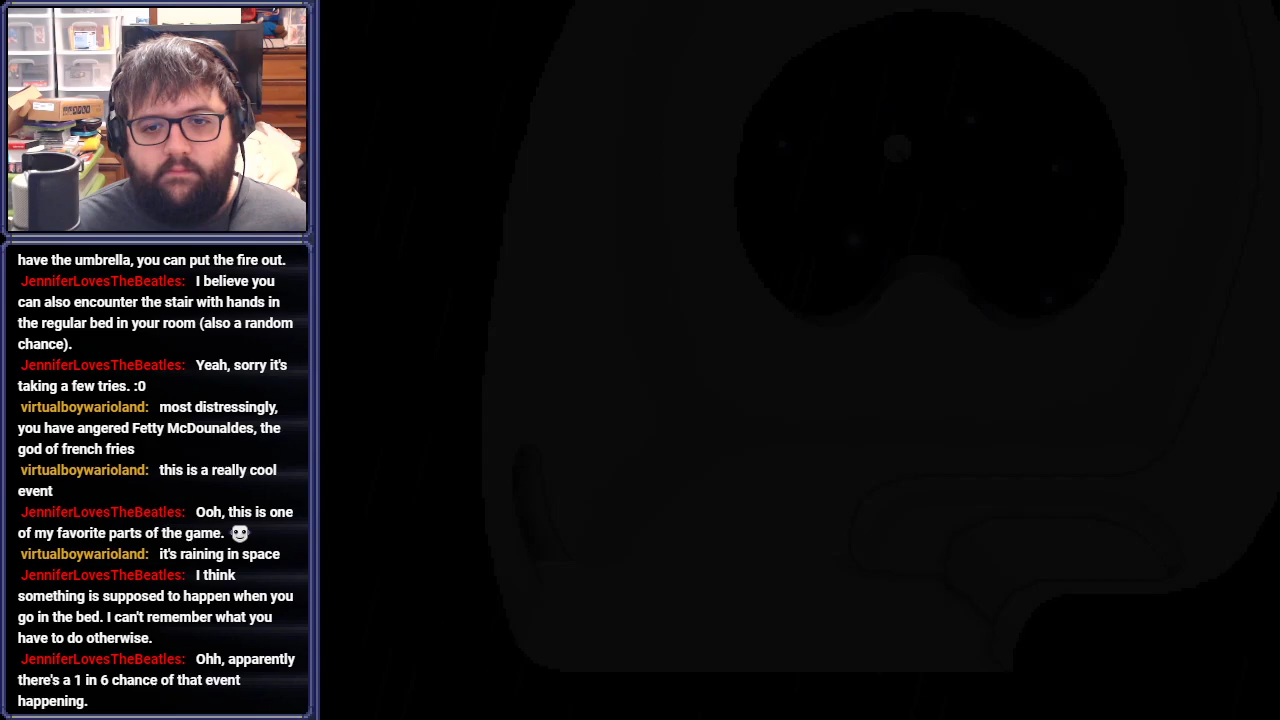 have the umbrella, you can put the fire out.
JenniferLovesTheBeatles: I believe you
can also encounter the stair with hands in
the regular bed in your room (also a random
chance).
JenniferLovesTheBeatles: Yeah, sorry it's
taking a few tries. :0
virtualboywarioland: most distressingly,
you have angered Fetty McDounaldes, the
god of french fries
virtualboywarioland: this is a really cool
event
JenniferLovesTheBeatles: Ooh, this is one
of my favorite parts of the game.
virtualboywarioland: it's raining in space
JenniferLovesTheBeatles: I think
something is supposed to happen when you
go in the bed. I can't remember what you
have to do otherwise.
JenniferLovesTheBeatles: Ohh, apparently
there's a 1 in 6 chance of that event
happening.